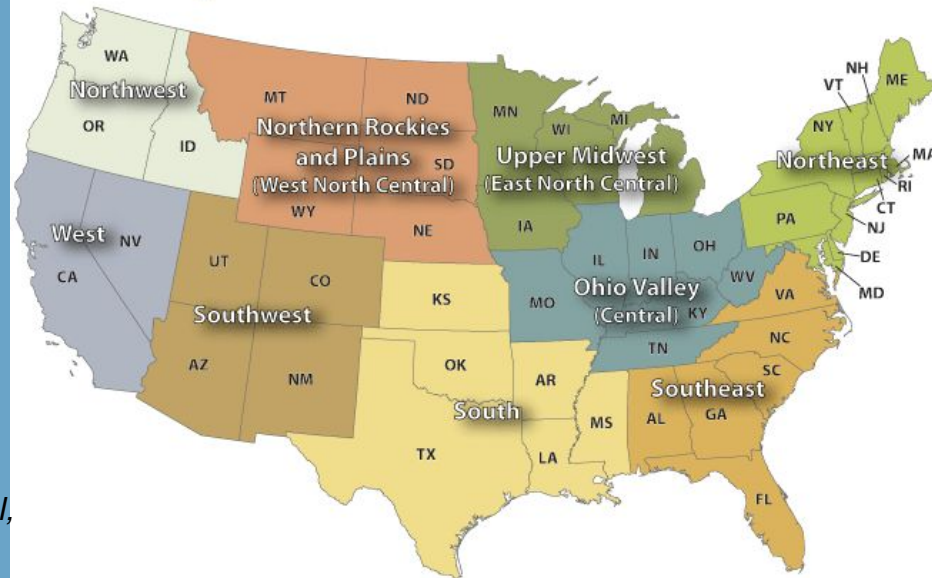 WA
Northwest
OR
ID
MT
ND
Northern Rockies
and Plains
(West North Central)
SD
WY
NE
MN
WI
MI
Upper Midwest
(East North Central)
IA
NH
VT
ME
NY
MA
Northeast
RI
CT
PA
NJ
DE
MD
West
NV
CA
UT
CO
Southwest
AZ
NM
KS
OK
AR
South
TX
LA
MS
IL
IN
OH
WV
MO
Ohio Valley
(Central)
KY
TN
VA
NC
SC
Southeast
AL
GA
FL
l,